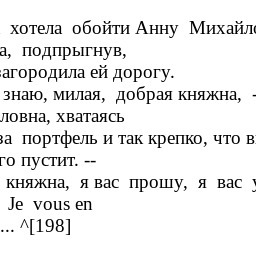 хотела обойти Анну Михайло
а, подпрыгнув,
загородила ей дорогу.
знаю, милая, добрая княжна, -
ловна, хватаясь
за портфель и так крепко, что в
го пустит. --
княжна, я вас прошу, я вас у
Je vous en
... ^[198]